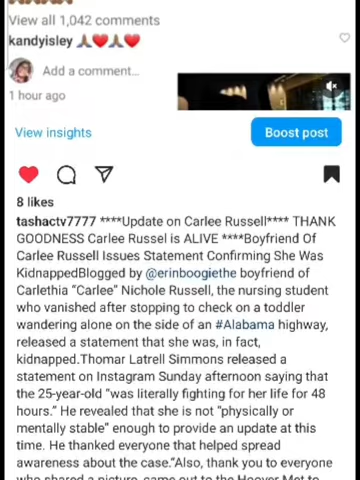 View all 1,042 comments
kandyisley 🙏🏽❤️🙏🏽❤️
Add a comment...
1 hour ago
View insights
Boost post
8 likes
tashactv7777 ****Update on Carlee Russell**** THANK
GOODNESS Carlee Russel is ALIVE ****Boyfriend Of
Carlee Russell Issues Statement Confirming She Was
KidnappedBlogged by @erinboogiethe boyfriend of
Carlethia "Carlee" Nichole Russell, the nursing student
who vanished after stopping to check on a toddler
wandering alone on the side of an #Alabama highway,
released a statement that she was, in fact,
kidnapped.Thomar Latrell Simmons released a
statement on Instagram Sunday afternoon saying that
the 25-year-old "was literally fighting for her life for 48
hours." He revealed that she is not "physically or
mentally stable" enough to provide an update at this
time. He thanked everyone that helped spread
awareness about the case."Also, thank you to everyone
who shared a picture, came out to the Hoover Met to